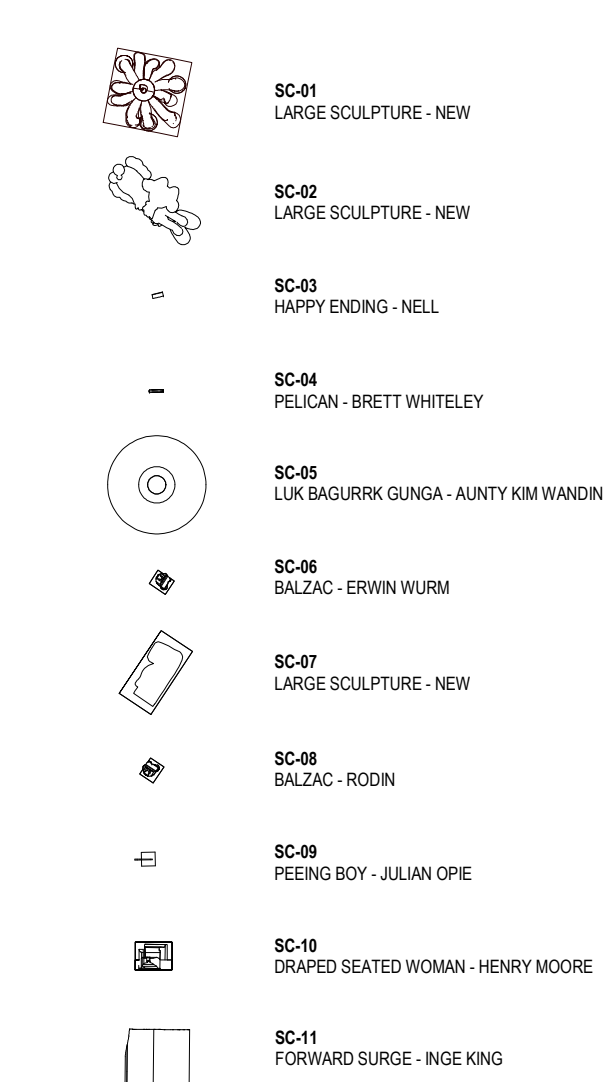 SC-01
LARGE SCULPTURE - NEW
SC-02
LARGE SCULPTURE - NEW
SC-03
HAPPY ENDING - NELL
SC-04
PELICAN - BRETT WHITELEY
SC-05
LUK BAGURRK GUNGA - AUNTY KIM WANDIN
SC-06
BALZAC - ERWIN WURM
SC-07
LARGE SCULPTURE - NEW
SC-08
BALZAC - RODIN
SC-09
PEEING BOY - JULIAN OPIE
SC-10
DRAPED SEATED WOMAN - HENRY MOORE
SC-11
FORWARD SURGE - INGE KING